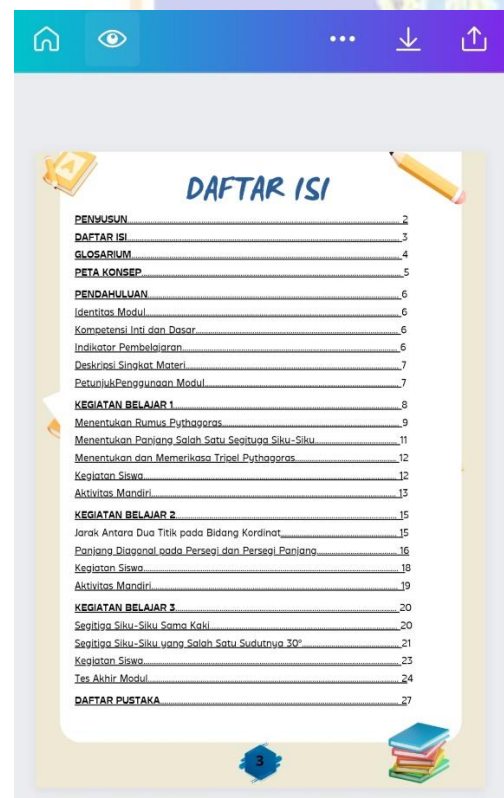 DAFTAR ISI
PENYUSUN 2
DAFTAR ISI 3
GLOSARIUM 4
PETA KONSEP 5
PENDAHULUAN 6
Identitas Modul 6
Kompetensi Inti dan Dasar 6
Indikator Pembelajaran 6
Deskripsi Singkat Materi 7
PetunjukPenggunaan Modul 7
KEGIATAN BELAJAR 1 8
Menentukan Rumus Pythagoras 9
Menentukan Panjang Salah Satu Segituga Siku-Siku 11
Menentukan dan Memerikasa Tripel Pythagoras 12
Kegiatan Siswa 12
Aktivitas Mandiri 13
KEGIATAN BELAJAR 2 15
Jarak Antara Dua Titik pada Bidang Kordinat 15
Panjang Diagonal pada Persegi dan Persegi Panjang 16
Kegiatan Siswa 18
Aktivitas Mandiri 19
KEGIATAN BELAJAR 3 20
Segitiga Siku-Siku Sama Kaki 20
Segitiga Siku-Siku yang Salah Satu Sudutnya 30° 21
Kegiatan Siswa 23
Tes Akhir Modul 24
DAFTAR PUSTAKA 27
3